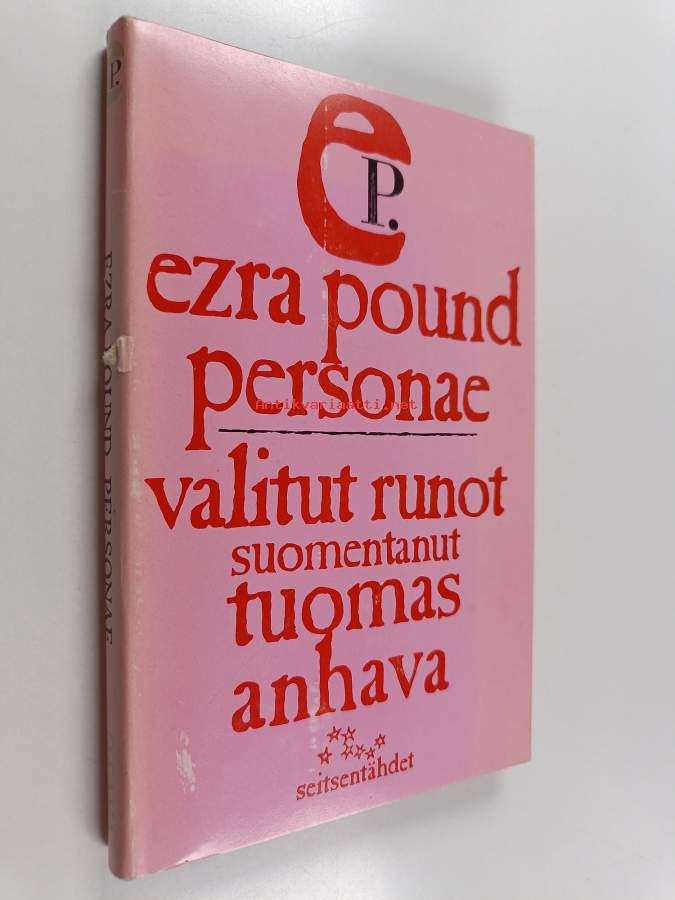 e
P.
ezra pound
personae
Antikvariaatti.net
valitut runot
suomentanut
tuomas
anhava
seitsentähdet
P.
EZRA POUND PERSONAE